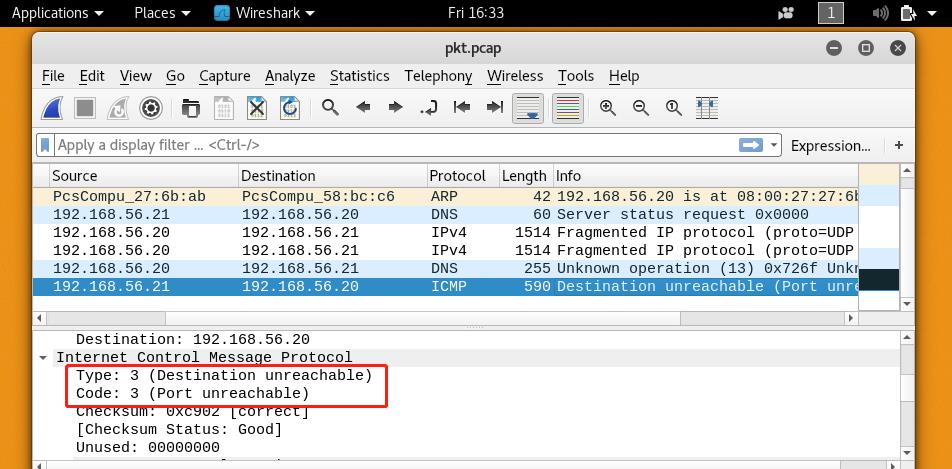 Applications Places Wireshark Fri 16:33 1
pkt.pcap
File Edit View Go Capture Analyze Statistics Telephony Wireless Tools Help
Apply a display filter ... <Ctrl-/> Expression... +
Source Destination Protocol Length Info
PcsCompu_27:6b:ab PcsCompu_58:bc:c6 ARP 42 192.168.56.20 is at 08:00:27:27:6b
192.168.56.21 192.168.56.20 DNS 60 Server status request 0x0000
192.168.56.20 192.168.56.21 IPv4 1514 Fragmented IP protocol (proto=UDP
192.168.56.20 192.168.56.21 IPv4 1514 Fragmented IP protocol (proto=UDP
192.168.56.20 192.168.56.21 DNS 255 Unknown operation (13) 0x726f Unk
192.168.56.21 192.168.56.20 ICMP 590 Destination unreachable (Port unre
Destination: 192.168.56.20
Internet Control Message Protocol
Type: 3 (Destination unreachable)
Code: 3 (Port unreachable)
Checksum: 0xc902 [correct]
[Checksum Status: Good]
Unused: 00000000